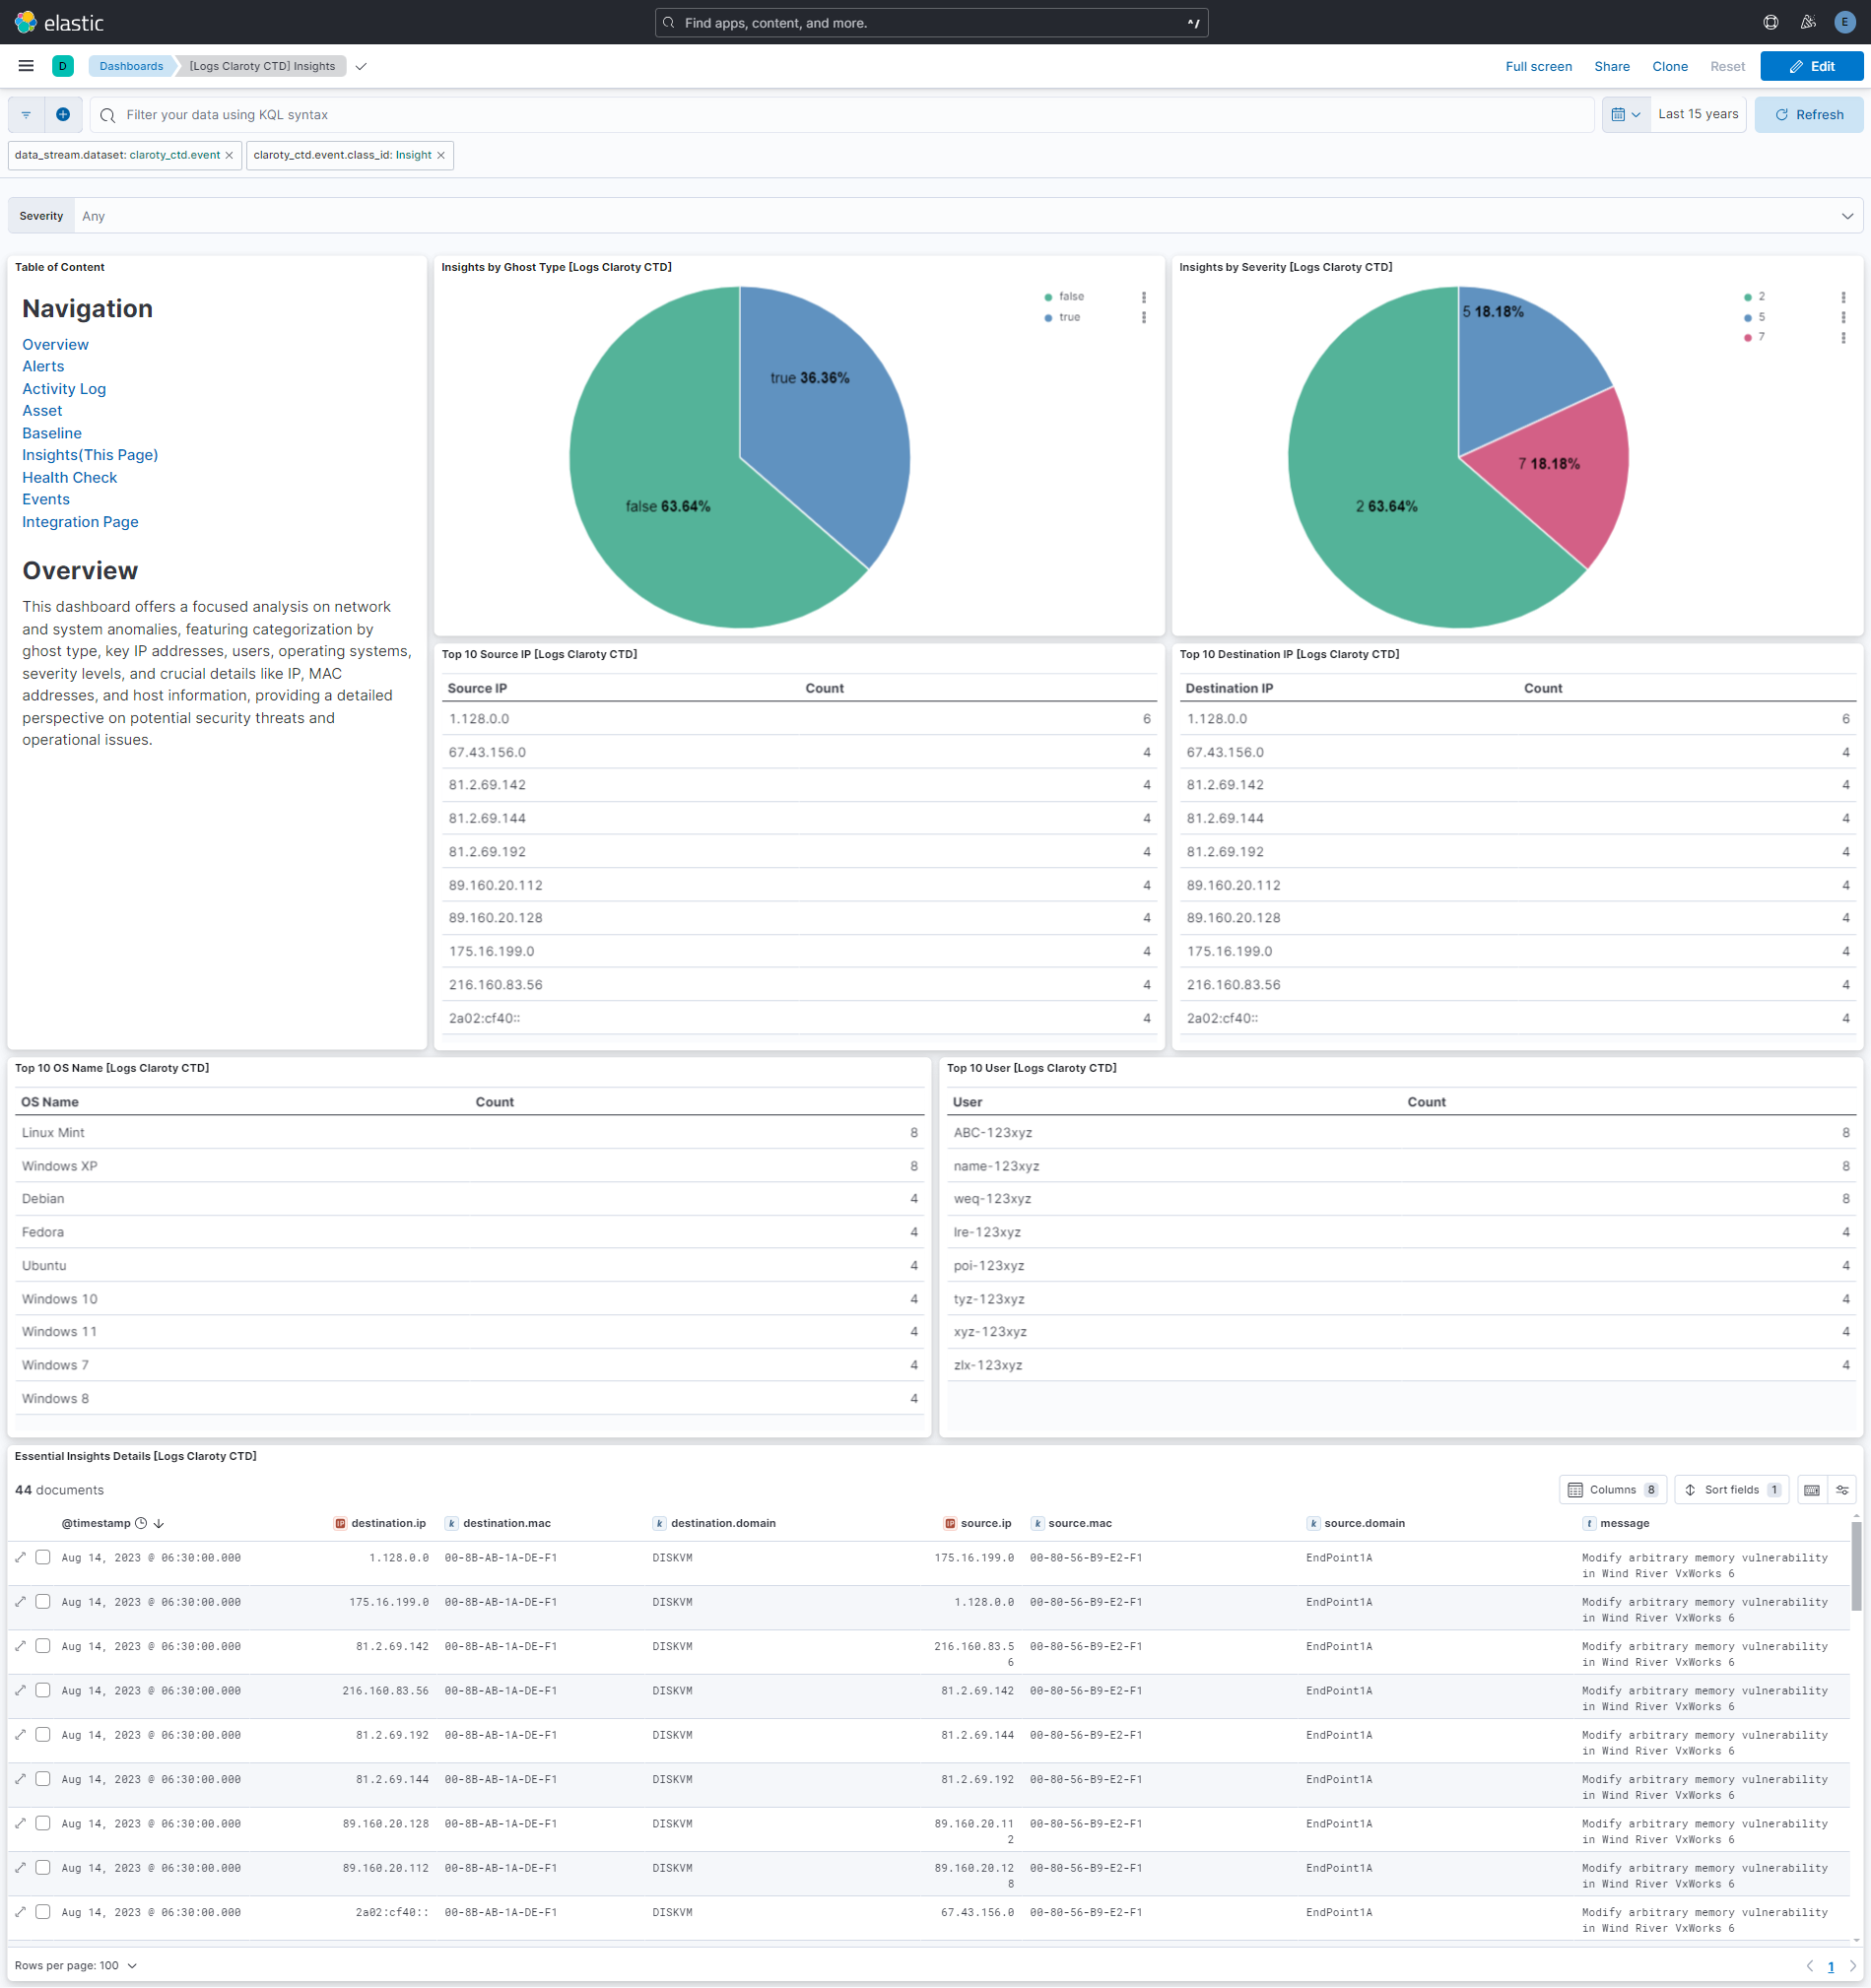 elastic
Find apps, content, and more.
^/
E
D
Dashboards
[Logs Claroty CTD] Insights
Full screen
Share
Clone
Reset
Edit
Filter your data using KQL syntax
Last 15 years
Refresh
data_stream.dataset: claroty_ctd.event
claroty_ctd.event.class_id: Insight
Severity
Any
Table of Content
Navigation
Overview
Alerts
Activity Log
Asset
Baseline
Insights(This Page)
Health Check
Events
Integration Page
Overview
This dashboard offers a focused analysis on network
and system anomalies, featuring categorization by
ghost type, key IP addresses, users, operating systems,
severity levels, and crucial details like IP, MAC
addresses, and host information, providing a detailed
perspective on potential security threats and
operational issues.
Insights by Ghost Type [Logs Claroty CTD]
true 36.36%
false 63.64%
false
true
Insights by Severity [Logs Claroty CTD]
5 18.18%
7 18.18%
2 63.64%
2
5
7
Top 10 Source IP [Logs Claroty CTD]
Source IP Count
1.128.0.0 6
67.43.156.0 4
81.2.69.142 4
81.2.69.144 4
81.2.69.192 4
89.160.20.112 4
89.160.20.128 4
175.16.199.0 4
216.160.83.56 4
2a02:cf40:: 4
Top 10 Destination IP [Logs Claroty CTD]
Destination IP Count
1.128.0.0 6
67.43.156.0 4
81.2.69.142 4
81.2.69.144 4
81.2.69.192 4
89.160.20.112 4
89.160.20.128 4
175.16.199.0 4
216.160.83.56 4
2a02:cf40:: 4
Top 10 OS Name [Logs Claroty CTD]
OS Name Count
Linux Mint 8
Windows XP 8
Debian 4
Fedora 4
Ubuntu 4
Windows 10 4
Windows 11 4
Windows 7 4
Windows 8 4
Top 10 User [Logs Claroty CTD]
User Count
ABC-123xyz 8
name-123xyz 8
weq-123xyz 8
lre-123xyz 4
poi-123xyz 4
tyz-123xyz 4
xyz-123xyz 4
zlx-123xyz 4
Essential Insights Details [Logs Claroty CTD]
44 documents
Columns 8
Sort fields 1
@timestamp IP destination.ip k destination.mac k destination.domain IP source.ip k source.mac k source.domain t message
Aug 14, 2023 @ 06:30:00.000 1.128.0.0 00-8B-AB-1A-DE-F1 DISKVM 175.16.199.0 00-80-56-B9-E2-F1 EndPoint1A Modify arbitrary memory vulnerability
in Wind River VxWorks 6
Aug 14, 2023 @ 06:30:00.000 175.16.199.0 00-8B-AB-1A-DE-F1 DISKVM 1.128.0.0 00-80-56-B9-E2-F1 EndPoint1A Modify arbitrary memory vulnerability
in Wind River VxWorks 6
Aug 14, 2023 @ 06:30:00.000 81.2.69.142 00-8B-AB-1A-DE-F1 DISKVM 216.160.83.5 00-80-56-B9-E2-F1 EndPoint1A Modify arbitrary memory vulnerability
6 in Wind River VxWorks 6
Aug 14, 2023 @ 06:30:00.000 216.160.83.56 00-8B-AB-1A-DE-F1 DISKVM 81.2.69.142 00-80-56-B9-E2-F1 EndPoint1A Modify arbitrary memory vulnerability
in Wind River VxWorks 6
Aug 14, 2023 @ 06:30:00.000 81.2.69.192 00-8B-AB-1A-DE-F1 DISKVM 81.2.69.144 00-80-56-B9-E2-F1 EndPoint1A Modify arbitrary memory vulnerability
in Wind River VxWorks 6
Aug 14, 2023 @ 06:30:00.000 81.2.69.144 00-8B-AB-1A-DE-F1 DISKVM 81.2.69.192 00-80-56-B9-E2-F1 EndPoint1A Modify arbitrary memory vulnerability
in Wind River VxWorks 6
Aug 14, 2023 @ 06:30:00.000 89.160.20.128 00-8B-AB-1A-DE-F1 DISKVM 89.160.20.11 00-80-56-B9-E2-F1 EndPoint1A Modify arbitrary memory vulnerability
2 in Wind River VxWorks 6
Aug 14, 2023 @ 06:30:00.000 89.160.20.112 00-8B-AB-1A-DE-F1 DISKVM 89.160.20.12 00-80-56-B9-E2-F1 EndPoint1A Modify arbitrary memory vulnerability
8 in Wind River VxWorks 6
Aug 14, 2023 @ 06:30:00.000 2a02:cf40:: 00-8B-AB-1A-DE-F1 DISKVM 67.43.156.0 00-80-56-B9-E2-F1 EndPoint1A Modify arbitrary memory vulnerability
in Wind River VxWorks 6
Rows per page: 100
1